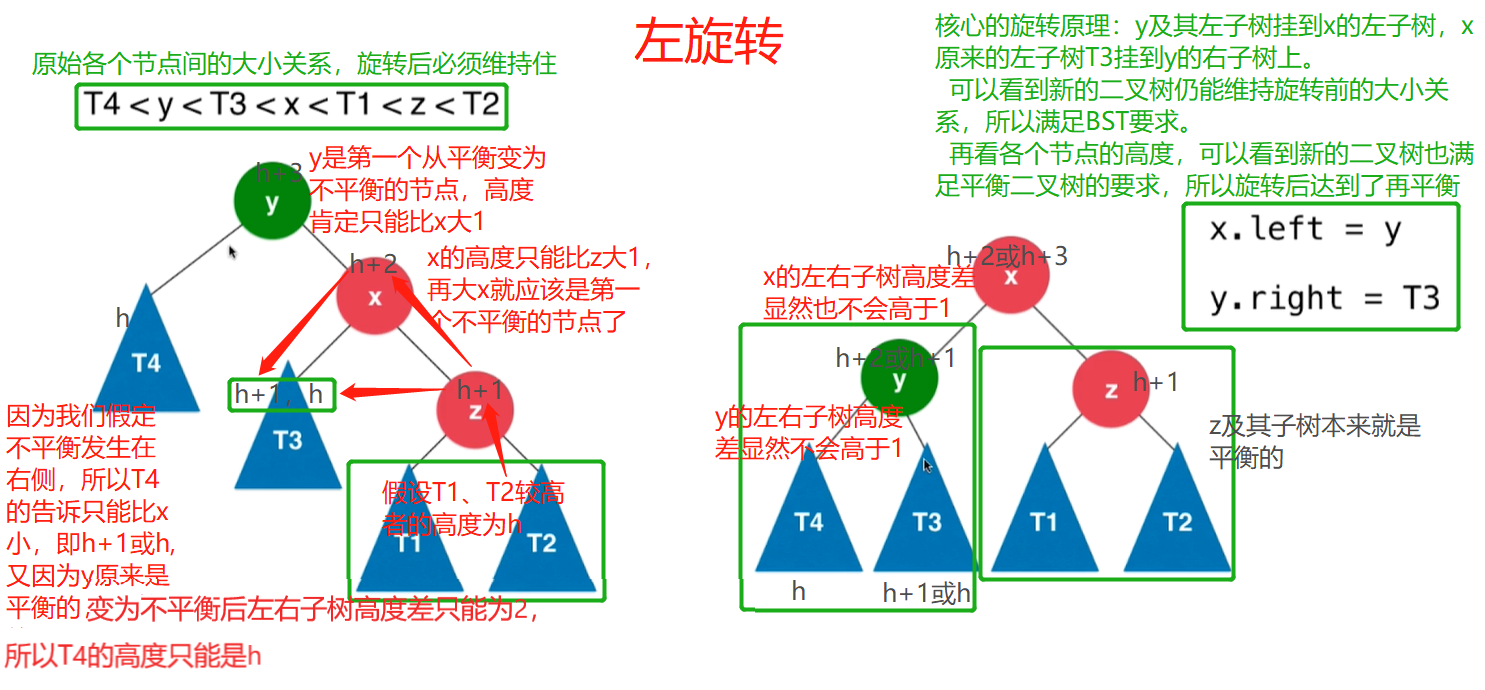 左旋转
原始各个节点间的大小关系，旋转后必须维持住
T4 < y < T3 < x < T1 < z < T2
h+3
y
y是第一个从平衡变为
不平衡的节点，高度
肯定只能比x大1
h+2
x
x的高度只能比z大1，
再大x就应该是第一
个不平衡的节点了
h
T4
h+1，h
T3
h+1
z
假设T1、T2较高
者的高度为h
T1
T2
因为我们假定
不平衡发生在
右侧，所以T4
的告诉只能比x
小，即h+1或h,
又因为y原来是
平衡的 变为不平衡后左右子树高度差只能为2，
所以T4的高度只能是h
核心的旋转原理：y及其左子树挂到x的左子树，x
原来的左子树T3挂到y的右子树上。
可以看到新的二叉树仍能维持旋转前的大小关
系，所以满足BST要求。
再看各个节点的高度，可以看到新的二叉树也满
足平衡二叉树的要求，所以旋转后达到了再平衡
x.left = y
y.right = T3
h+2或h+3
x
x的左右子树高度差
显然也不会高于1
h+2或h+1
y
y的左右子树高度
差显然不会高于1
h+1
z
z及其子树本来就是
平衡的
T4
T3
T1
T2
h
h+1或h